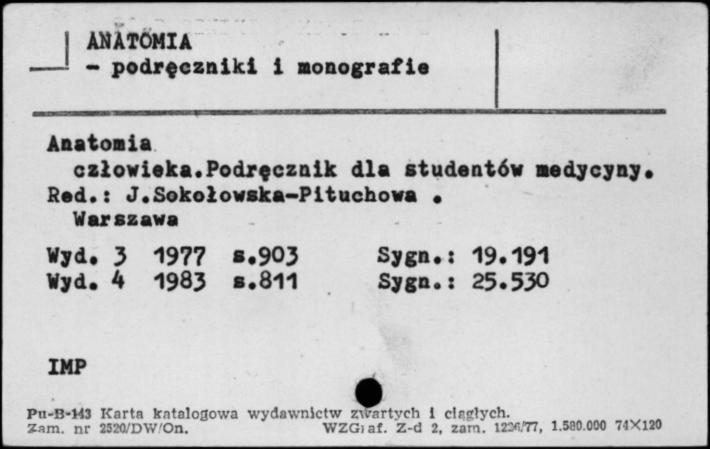 ANATOMIA
- podręczniki i monografie
Anatomia
człowieka.Podręcznik dla studentów medycyny.
Red.: J.Sokołowska-Pituchowa .
Warszawa
Wyd. 3 1977 s.903 Sygn.: 19.191
Wyd. 4 1983 s.811 Sygn.: 25.530
IMP
Pu-B-143 Karta katalogowa wydawnictw zwartych i ciągłych.
Zam. nr 2520/DW/On. WZGraf. Z-d 2, zam. 1226/77, 1.580.000 74×120